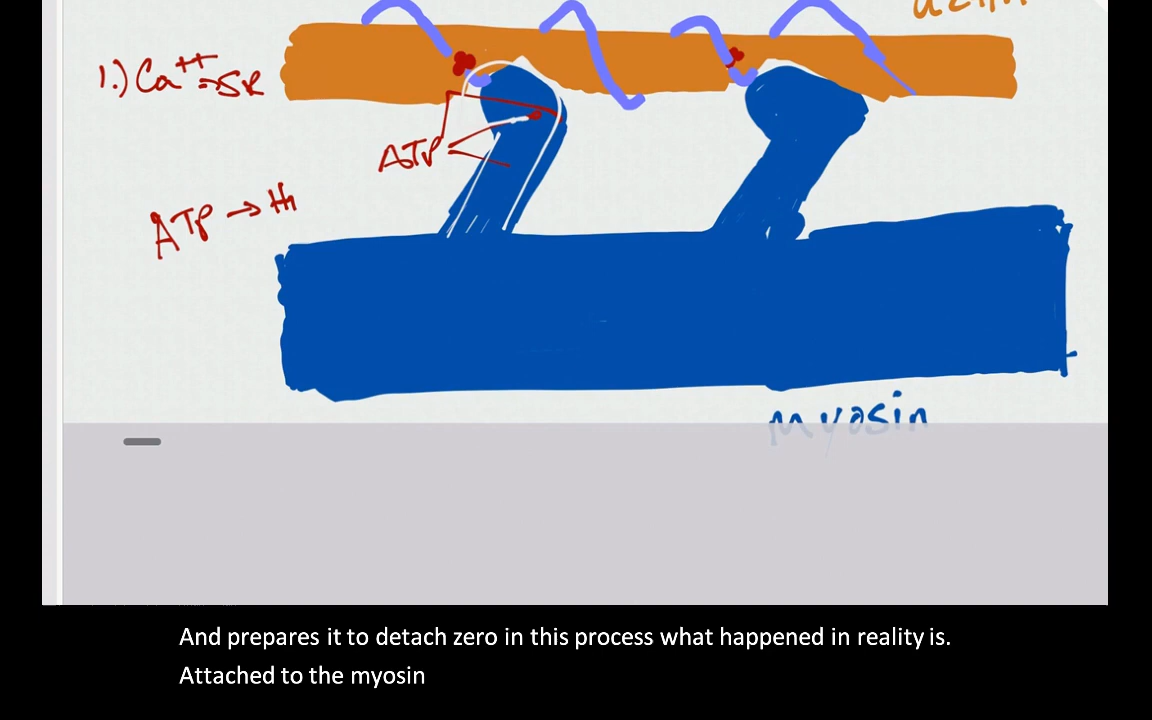 actin
1.) Ca++ → SR
ATP
ATP →
myosin
And prepares it to detach zero in this process what happened in reality is.
Attached to the myosin